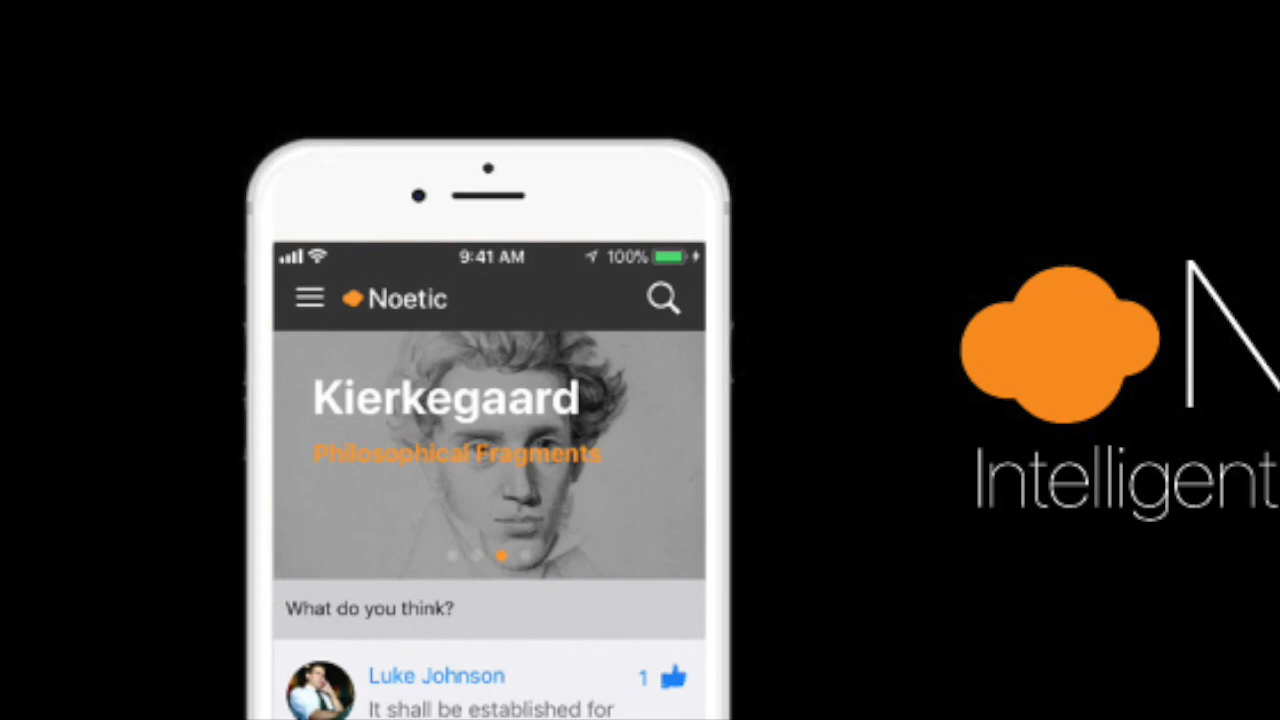 9:41 AM 100%
Noetic
Kierkegaard
Philosophical Fragments
What do you think?
Luke Johnson 1
It shall be established for
N
Intelligent